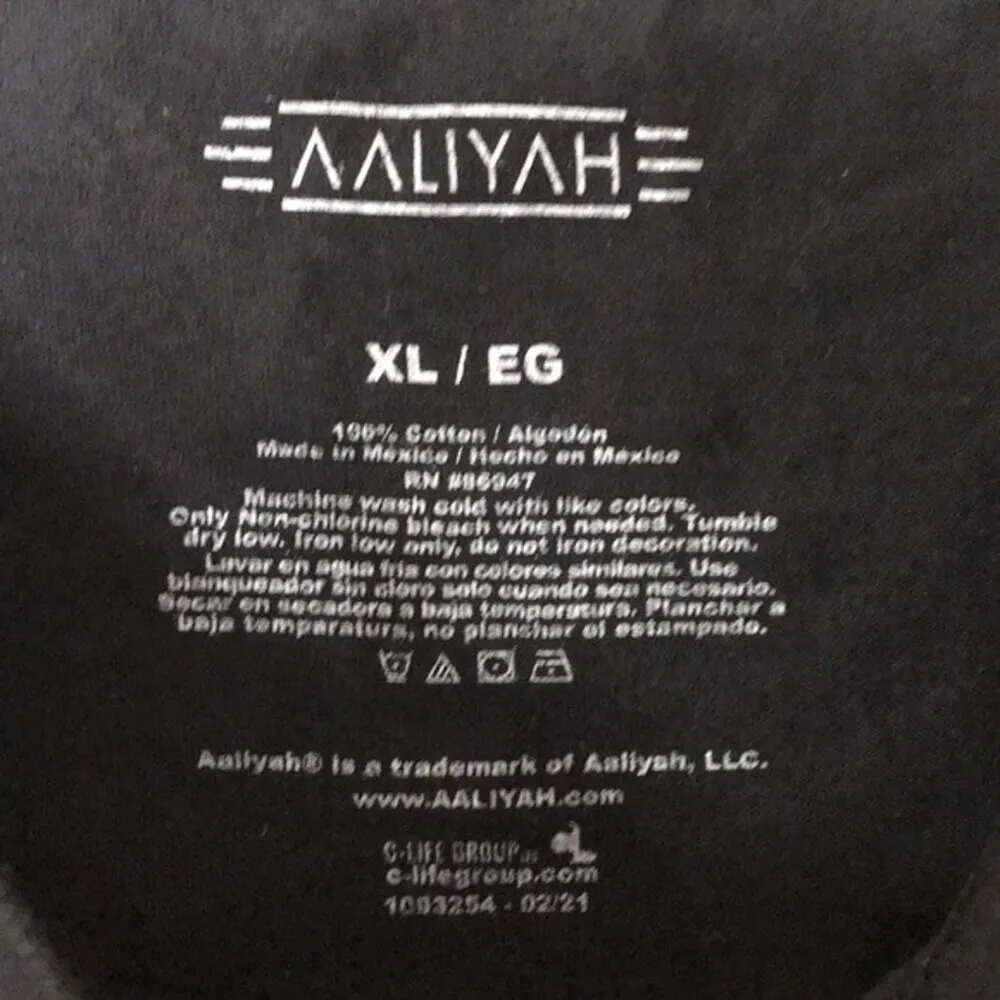 AALIYAH
XL / EG
100% Cotton / Algodón
Made in Mexico / Hecho en Mexico
RN #86947
Machine wash cold with like colors.
Only Non-chlorine bleach when needed. Tumble
dry low. Iron low only, do not iron decoration.
Lavar en agua fria con colores similares. Use
blanqueador sin cloro solo cuando sea necesario.
Secar en secadora a baja temperatura. Planchar a
baja temparatura, no planchar el estampado.
Aaliyah® is a trademark of Aaliyah, LLC.
www.AALIYAH.com
C-LIFE GROUP
c-lifegroup.com
1093254 - 02/21